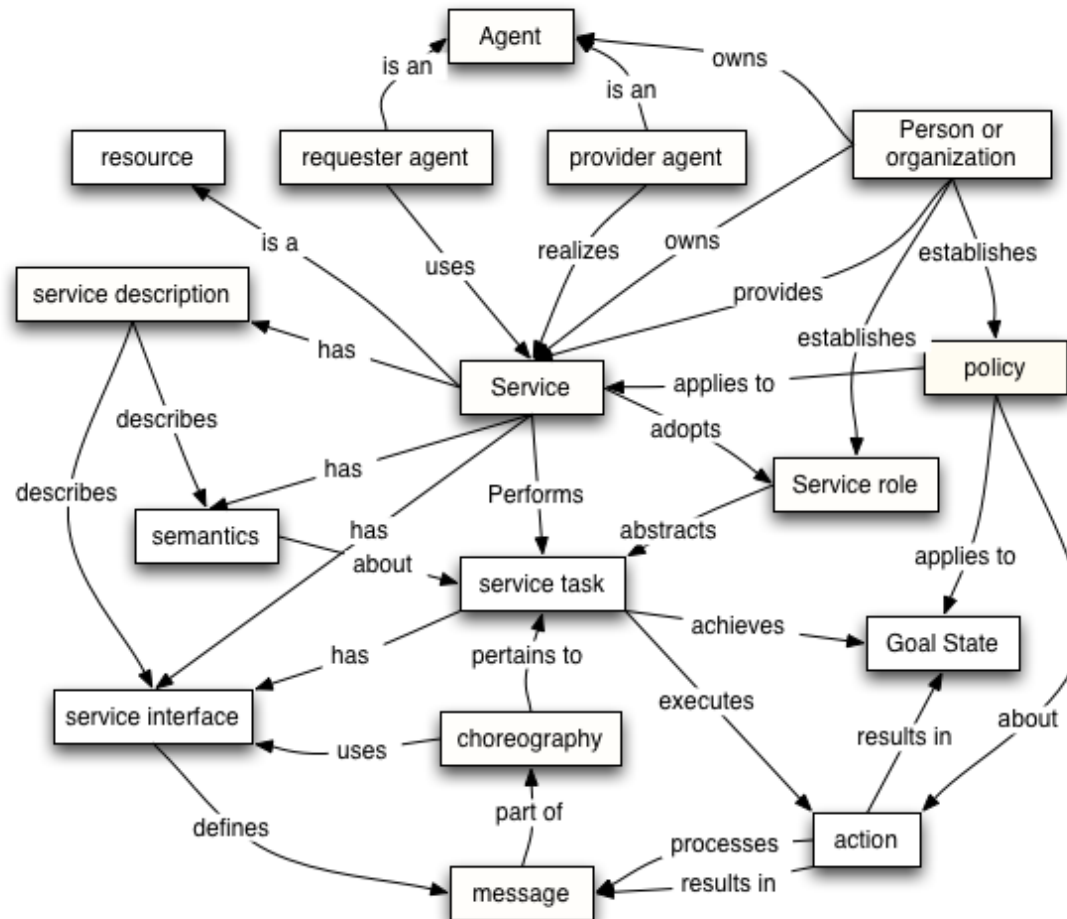 Agent
is an
owns
is an
resource
requester agent
provider agent
Person or
organization
is a
uses
realizes
owns
establishes
service description
provides
has
establishes
Service
applies to
policy
describes
adopts
has
Performs
Service role
describes
semantics
has
abstracts
about
service task
applies to
achieves
Goal State
has
pertains to
executes
service interface
choreography
about
uses
results in
part of
defines
processes
action
message
results in